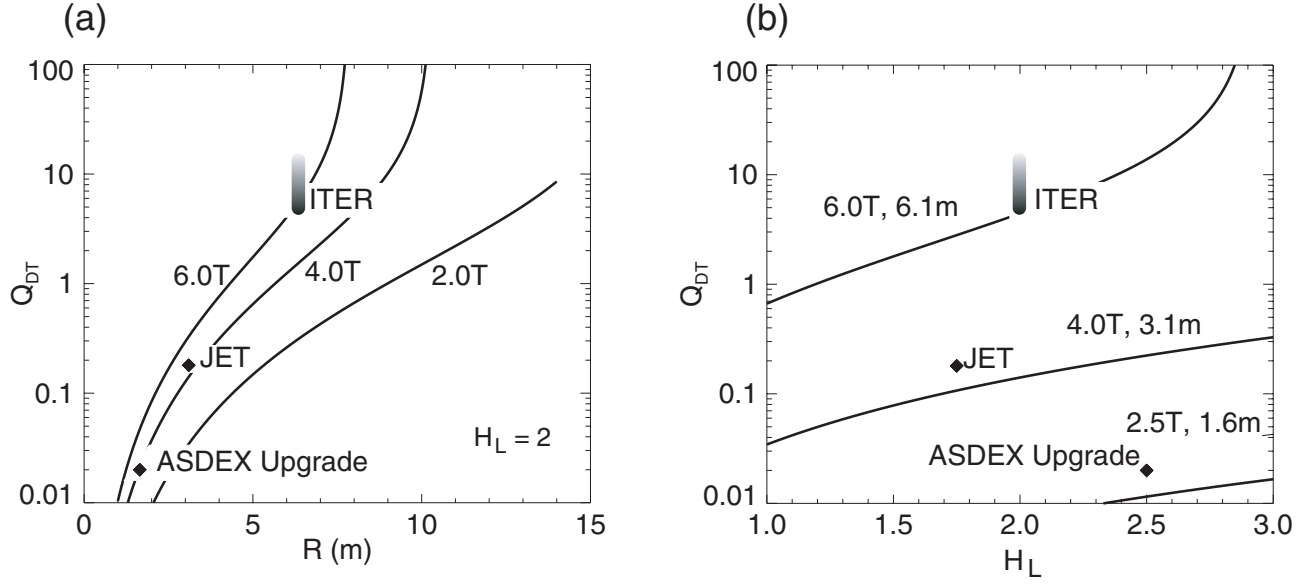 (a)
100
10
1
0.1
0.01
Q_DT
6.0T
4.0T
2.0T
ITER
JET
ASDEX Upgrade
H_L = 2
0 5 10 15
R (m)
(b)
100
10
1
0.1
0.01
Q_DT
6.0T, 6.1m
ITER
4.0T, 3.1m
JET
2.5T, 1.6m
ASDEX Upgrade
1.0 1.5 2.0 2.5 3.0
H_L